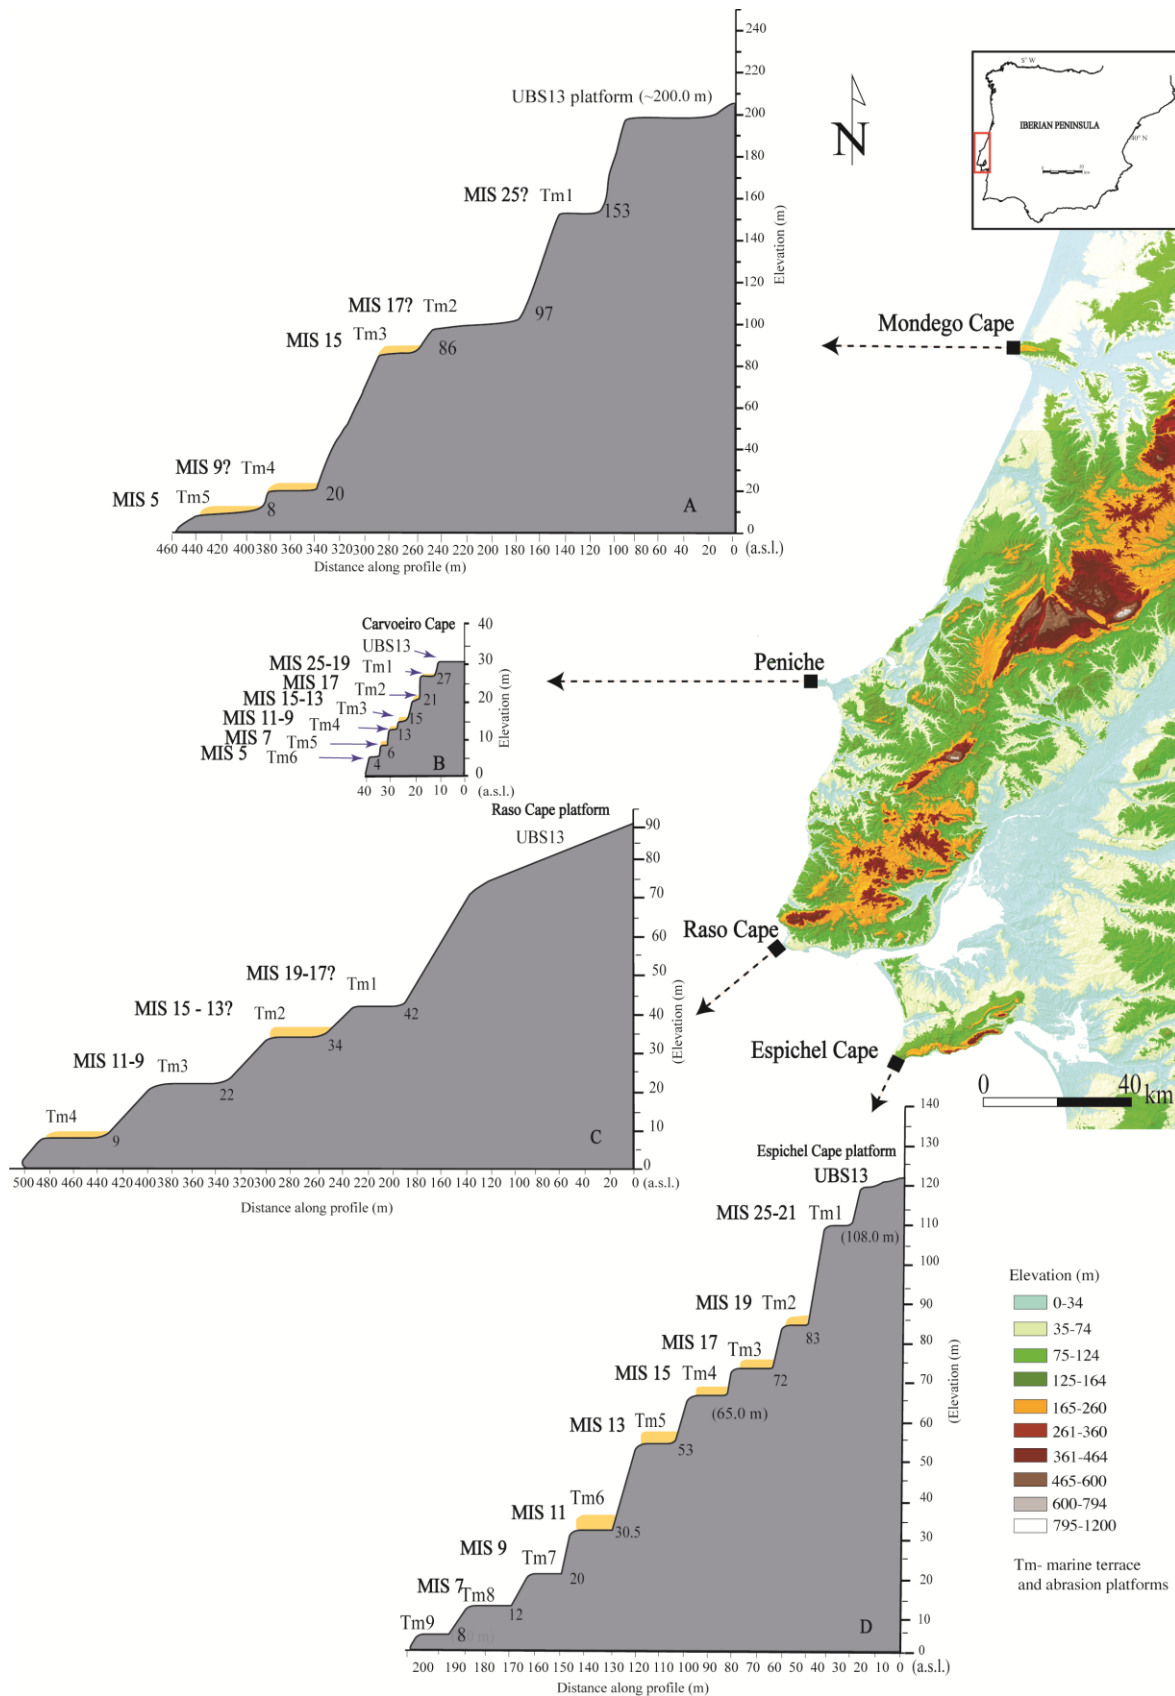 240
220
UBS13 platform (~200.0 m)
200
180
MIS 25? Tm1
160
153
140
Elevation (m)
120
MIS 17? Tm2
97
100
MIS 15 Tm3
86
80
60
40
MIS 9? Tm4
20
20
MIS 5 Tm5
8
A
0
460 440 420 400 380 360 340 320 300 280 260 240 220 200 180 160 140 120 100 80 60 40 20 0 (a.s.l.)
Distance along profile (m)
N
5° W
IBERIAN PENINSULA
40° N
Mondego Cape
Peniche
Raso Cape
Espichel Cape
0 40 km
Carvoeiro Cape
40
UBS13
30
MIS 25-19 Tm1
27
MIS 17 Tm2
21
20
MIS 15-13 Tm3
15
MIS 11-9 Tm4
13
10
MIS 7 Tm5
6
MIS 5 Tm6
4
B
0
Elevation (m)
40 30 20 10 0 (a.s.l.)
Raso Cape platform
UBS13
90
80
70
60
50
MIS 19-17? Tm1
42
40
MIS 15 - 13? Tm2
34
30
MIS 11-9 Tm3
22
20
Tm4
9
10
C
0
(Elevation (m)
500 480 460 440 420 400 380 360 340 320 300 280 260 240 220 200 180 160 140 120 100 80 60 40 20 0 (a.s.l.)
Distance along profile (m)
140
130
Espichel Cape platform
UBS13
120
MIS 25-21 Tm1
110
(108.0 m)
100
90
MIS 19 Tm2
83
80
MIS 17 Tm3
72
70
MIS 15 Tm4
(65.0 m)
60
MIS 13 Tm5
53
50
40
MIS 11 Tm6
30.5
30
MIS 9 Tm7
20
20
MIS 7 Tm8
12
10
Tm9
8
D
0
(Elevation (m)
200 190 180 170 160 150 140 130 120 110 100 90 80 70 60 50 40 30 20 10 0 (a.s.l.)
Distance along profile (m)
Elevation (m)
0-34
35-74
75-124
125-164
165-260
261-360
361-464
465-600
600-794
795-1200
Tm- marine terrace
and abrasion platforms